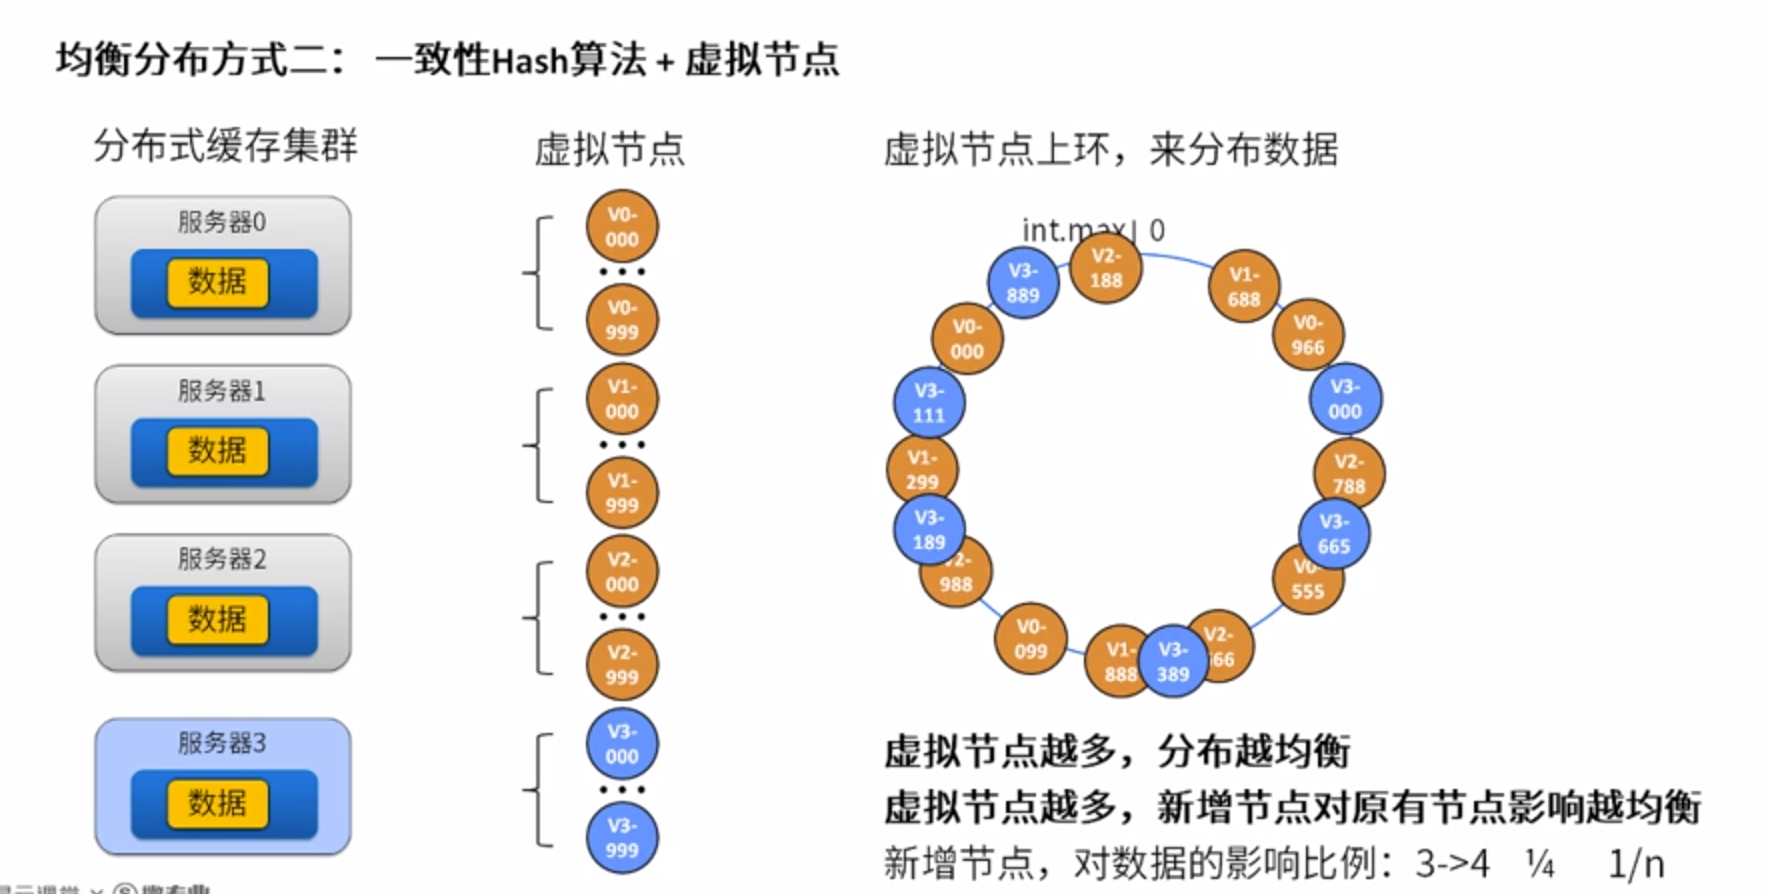 均衡分布方式二： 一致性Hash算法 + 虚拟节点
分布式缓存集群
服务器0
数据
服务器1
数据
服务器2
数据
服务器3
数据
虚拟节点
V0-
000
•••
V0-
999
V1-
000
•••
V1-
999
V2-
000
•••
V2-
999
V3-
000
•••
V3-
999
虚拟节点上环，来分布数据
int.max| 0
V2-
188
V1-
688
V0-
966
V3-
000
V2-
788
V3-
665
V0-
555
V2-
66
V3-
389
V1-
888
V0-
099
V2-
988
V3-
189
V1-
299
V3-
111
V0-
000
V3-
889
虚拟节点越多，分布越均衡
虚拟节点越多，新增节点对原有节点影响越均衡
新增节点，对数据的影响比例：3->4 ¼ 1/n